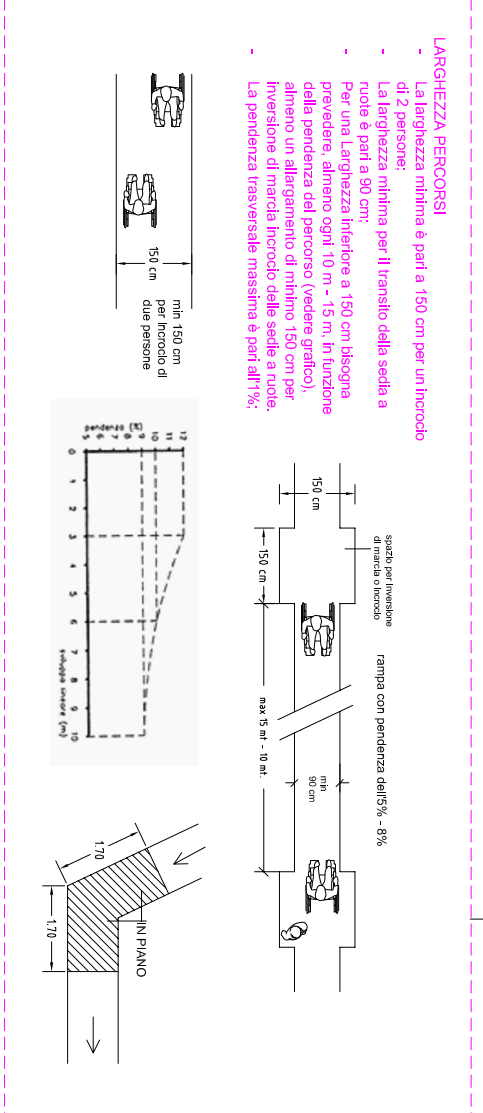 LARGHEZZA PERCORSI
- La larghezza minima è pari a 150 cm per un incrocio
di 2 persone;
- La larghezza minima per il transito della sedia a
ruote è pari a 90 cm;
- Per una Larghezza inferiore a 150 cm bisogna
prevedere, almeno ogni 10 m - 15 m, in funzione
della pendenza del percorso (vedere grafico),
almeno un allargamento di minimo 150 cm per
inversione di marcia incrocio delle sedie a ruote.
- La pendenza trasversale massima è pari all'1%;
150 cm
min 150 cm
per incrocio di
due persone
spazio per inversione
di marcia o incrocio
rampa con pendenza dell'5% - 8%
150 cm
150 cm
max 15 mt - 10 mt.
min
90 cm
pendenza (%)
12
11
10
9
8
7
6
5
0 1 2 3 4 5 6 7 8 9 10
sviluppo lineare (m)
1.70
1.70
IN PIANO